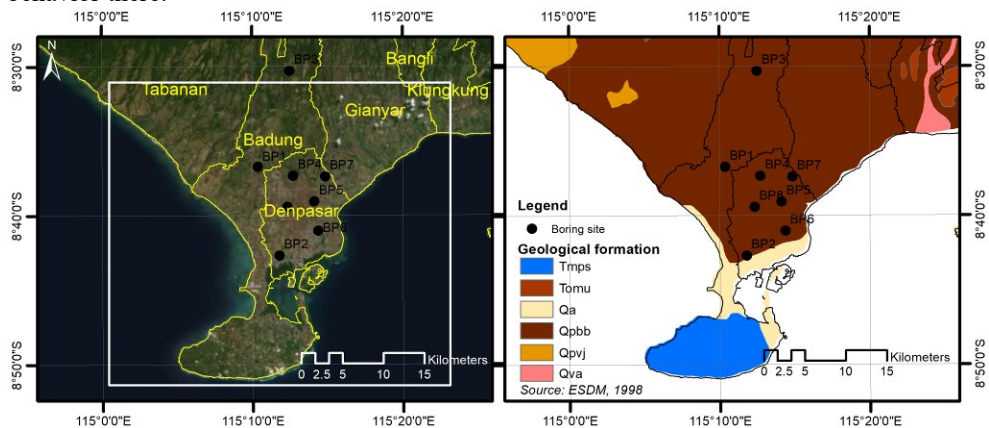 behavior there.
115°0'0"E 115°10'0"E 115°20'0"E
8°30'0"S
8°40'0"S
8°50'0"S
N
Tabanan
BP3
Bangli
Klungkung
Gianyar
Badung
BP1
BP4
BP7
BP5
Denpasar
BP6
BP2
Kilometers
0 2.5 5 10 15
115°0'0"E 115°10'0"E 115°20'0"E
115°0'0"E 115°10'0"E 115°20'0"E
BP3
BP1
BP4
BP7
BP8
BP5
BP6
BP2
Legend
Boring site
Geological formation
Tmps
Tomu
Qa
Qpbb
Qpvj
Qva
Source: ESDM, 1998
Kilometers
0 2.5 5 10 15
8°30'0"S
8°40'0"S
8°50'0"S
115°0'0"E 115°10'0"E 115°20'0"E